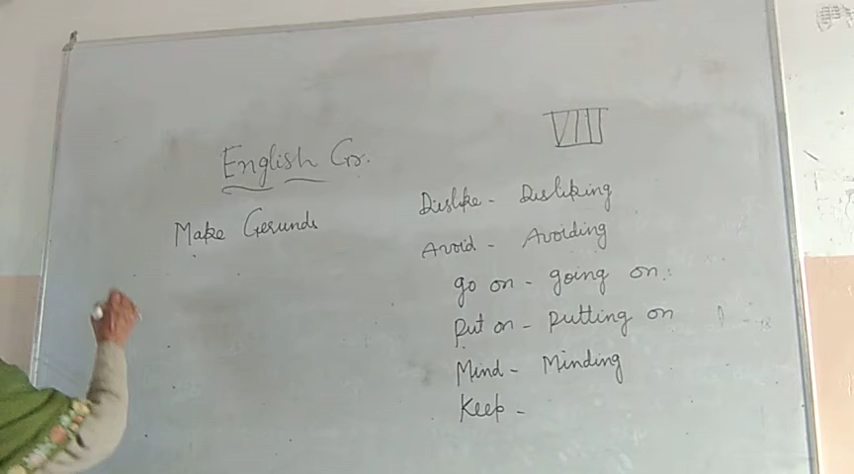 VIII
English Gr.
Make Gerunds
Dislike - Disliking
Avoid - Avoiding
go on - going on.
Put on - Putting on
Mind - Minding
Keep -